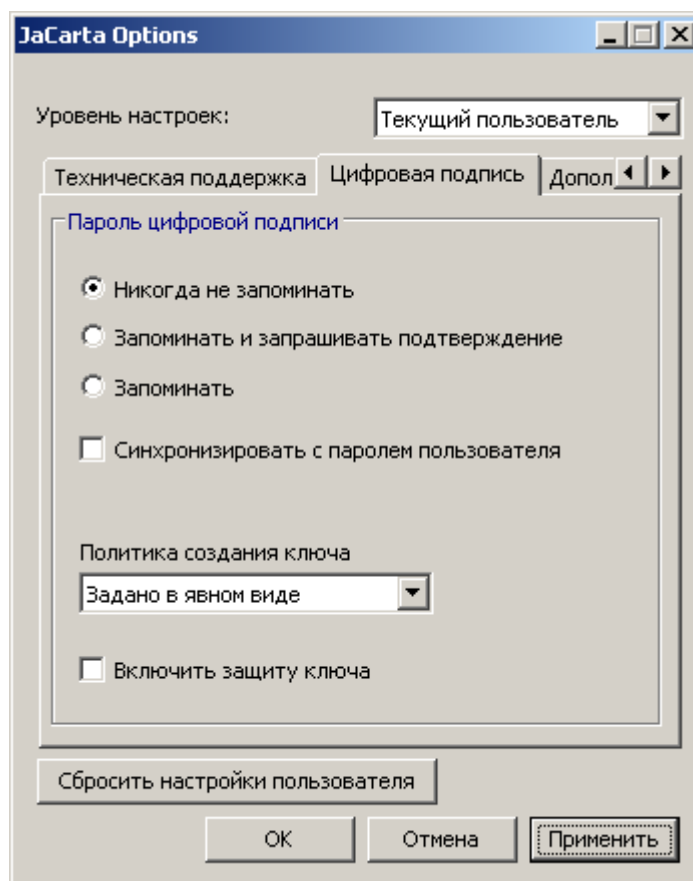 JaCarta Options
Уровень настроек: Текущий пользователь
Техническая поддержка Цифровая подпись Допол
Пароль цифровой подписи
Никогда не запоминать
Запоминать и запрашивать подтверждение
Запоминать
Синхронизировать с паролем пользователя
Политика создания ключа
Задано в явном виде
Включить защиту ключа
Сбросить настройки пользователя
ОК Отмена Применить